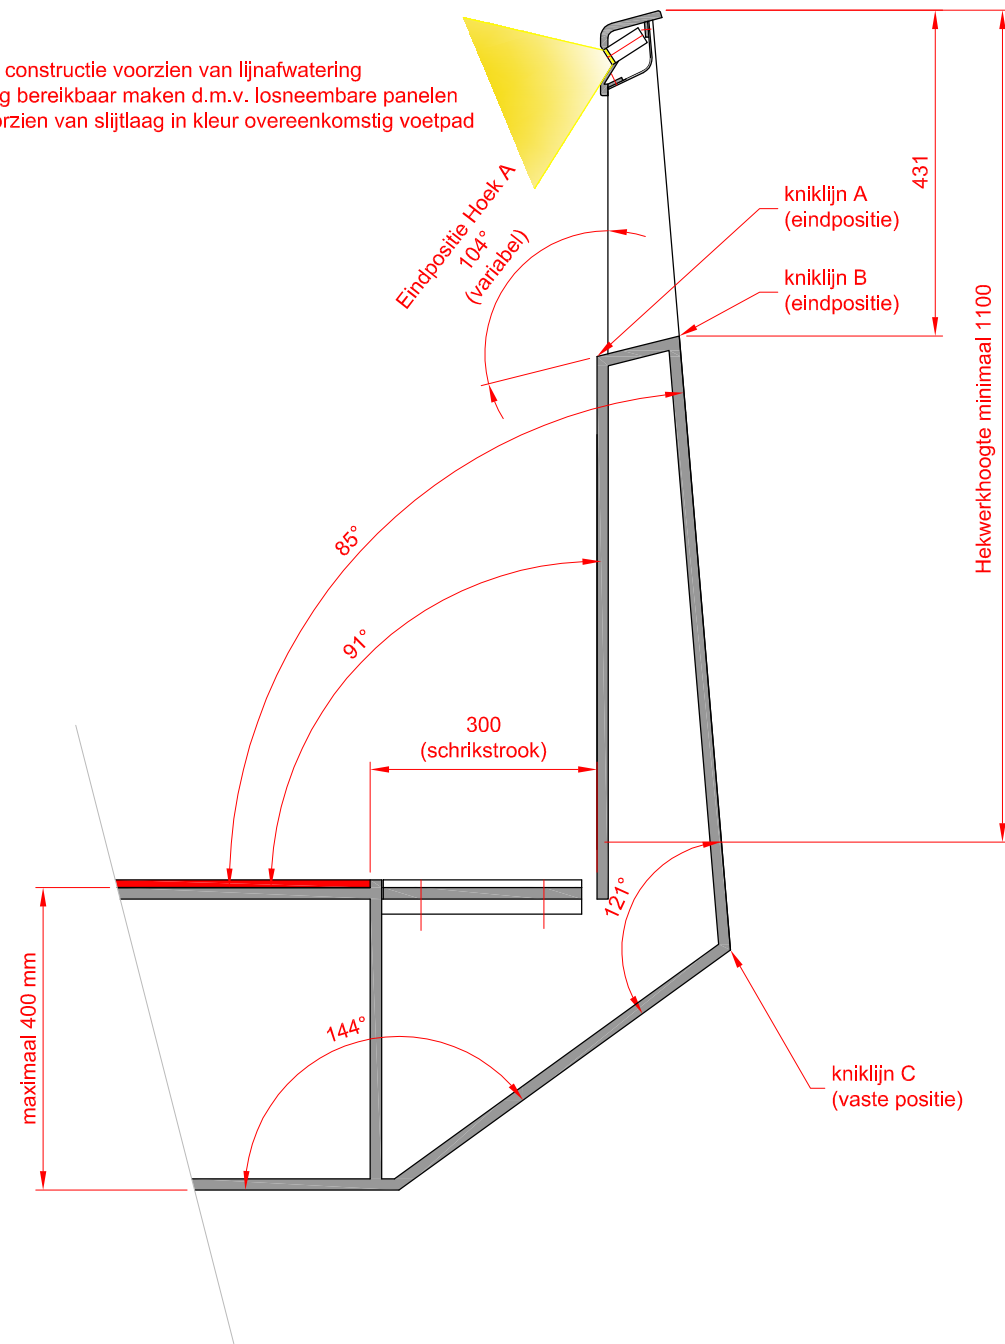 constructie voorzien van lijnafwatering
g bereikbaar maken d.m.v. losneembare panelen
rzien van slijtlaag in kleur overeenkomstig voetpad
Eindpositie Hoek A
104°
(variabel)
kniklijn A
(eindpositie)
431
kniklijn B
(eindpositie)
Hekwerkhoogte minimaal 1100
85°
91°
300
(schrikstrook)
121°
maximaal 400 mm
144°
kniklijn C
(vaste positie)